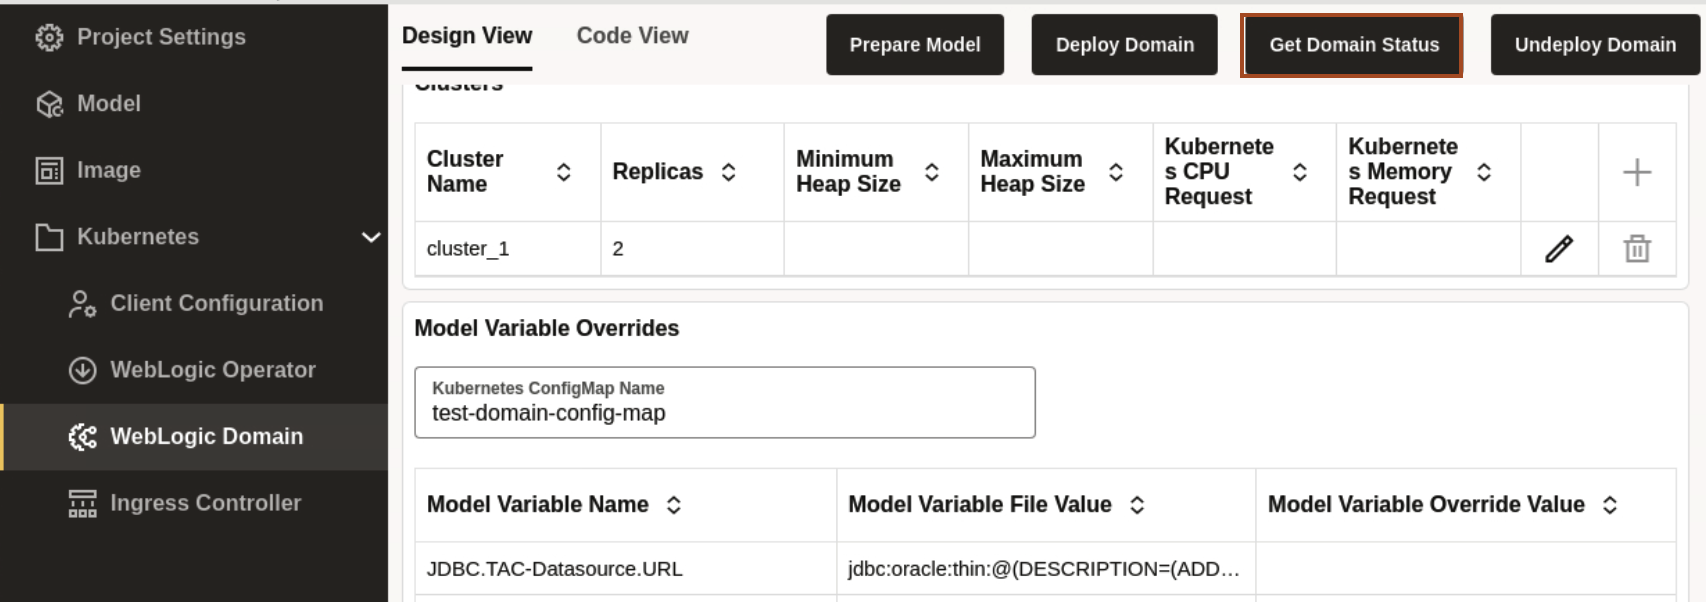 Project Settings
Model
Image
Kubernetes
Client Configuration
WebLogic Operator
WebLogic Domain
Ingress Controller
Design View
Code View
Prepare Model
Deploy Domain
Get Domain Status
Undeploy Domain
Clusters
Cluster
Name
Replicas
Minimum
Heap Size
Maximum
Heap Size
Kubernete
s CPU
Request
Kubernete
s Memory
Request
cluster_1
2
Model Variable Overrides
Kubernetes ConfigMap Name
test-domain-config-map
Model Variable Name
Model Variable File Value
Model Variable Override Value
JDBC.TAC-Datasource.URL
jdbc:oracle:thin:@(DESCRIPTION=(ADD...